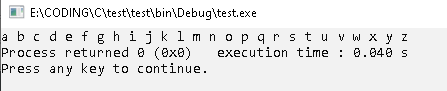 E:\CODING\C\test\test\bin\Debug\test.exe
a b c d e f g h i j k l m n o p q r s t u v w x y z
Process returned 0 (0x0)   execution time : 0.040 s
Press any key to continue.